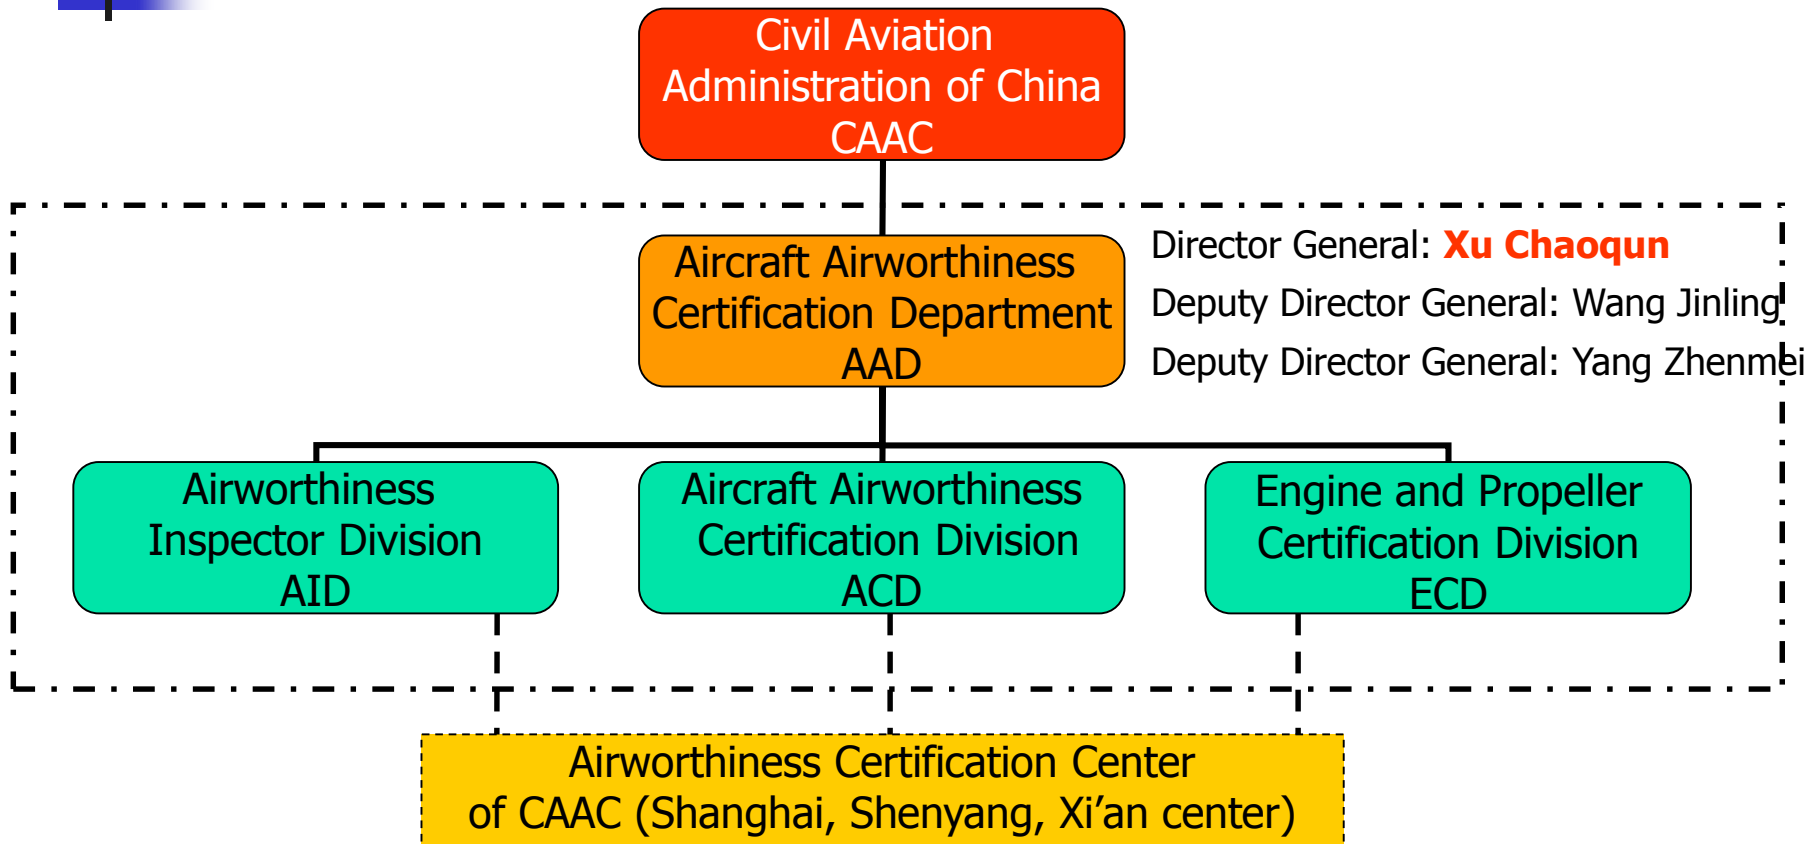 Civil Aviation
Administration of China
CAAC
Aircraft Airworthiness
Certification Department
AAD
Director General: Xu Chaoqun
Deputy Director General: Wang Jinling
Deputy Director General: Yang Zhenmei
Airworthiness
Inspector Division
AID
Aircraft Airworthiness
Certification Division
ACD
Engine and Propeller
Certification Division
ECD
Airworthiness Certification Center
of CAAC (Shanghai, Shenyang, Xi’an center)